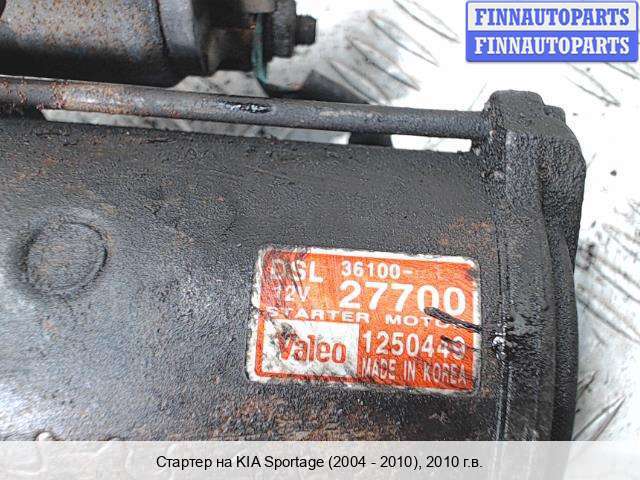 FINNAUTOPARTS
FINNAUTOPARTS
DSL 36100-
12V 27700
STARTER MOTOR
Valeo 1250449
MADE IN KOREA
Стартер на KIA Sportage (2004 - 2010), 2010 г.в.